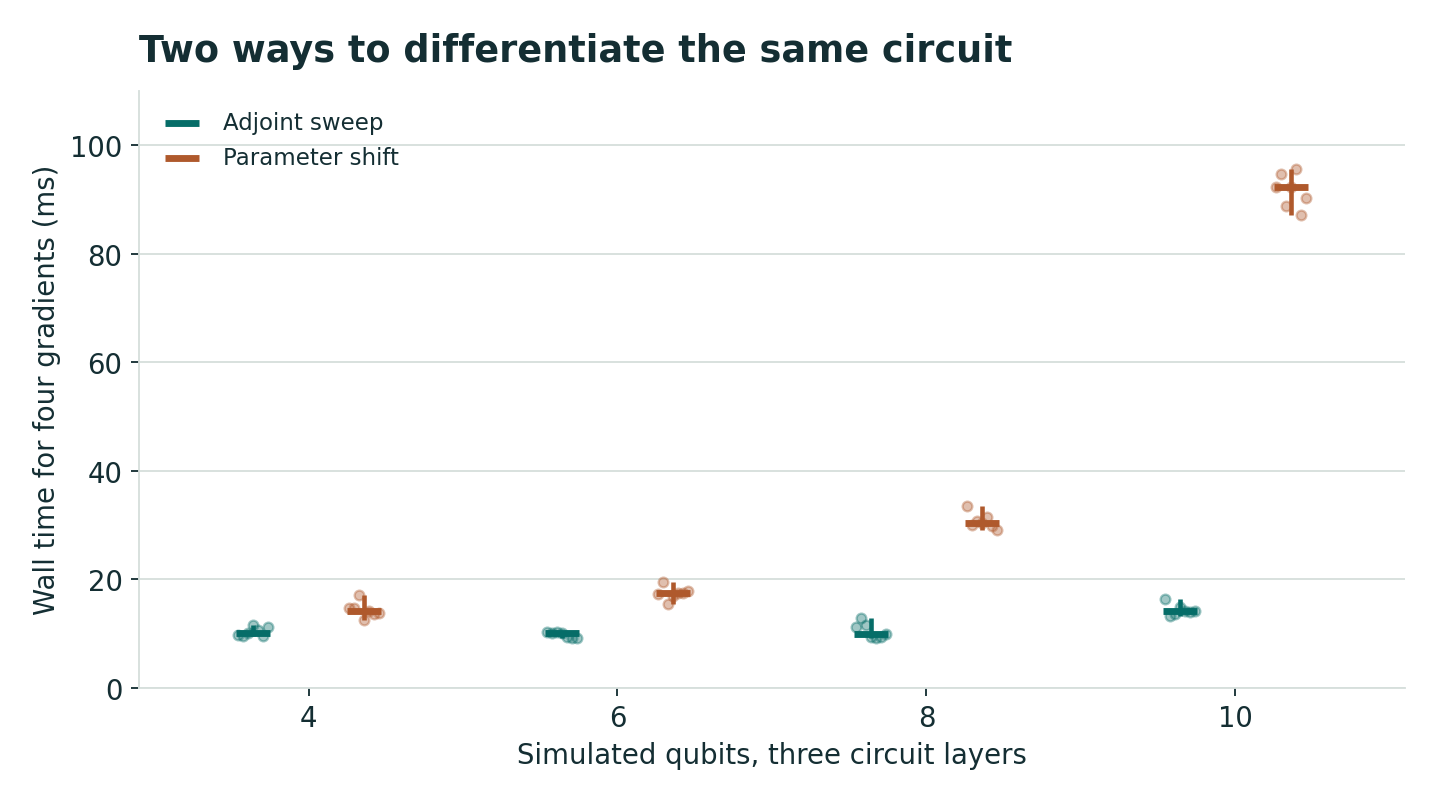 Two ways to differentiate the same circuit
Adjoint sweep
Parameter shift
Wall time for four gradients (ms)
100
80
60
40
20
0
4 6 8 10
Simulated qubits, three circuit layers